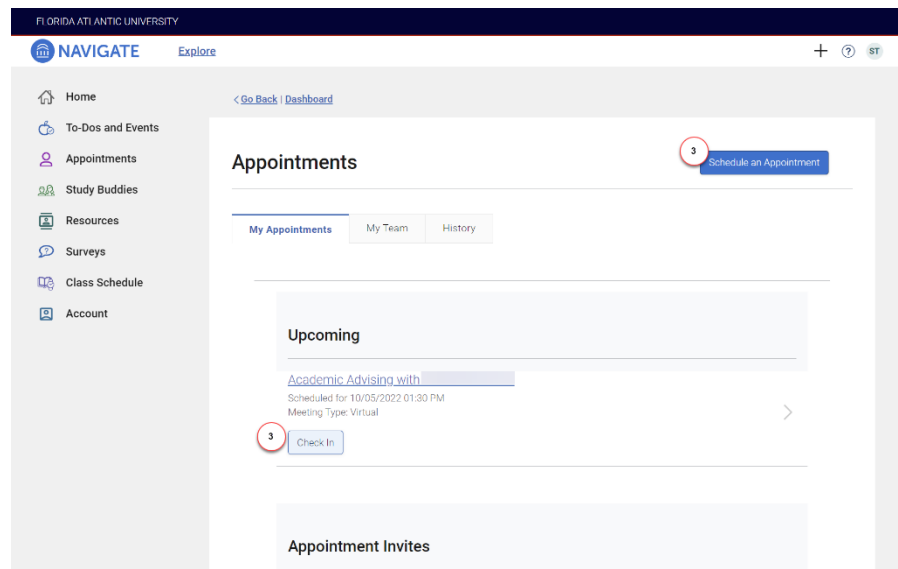 FLORIDA ATLANTIC UNIVERSITY
NAVIGATE Explore + ? ST
Home
To-Dos and Events
Appointments
Study Buddies
Resources
Surveys
Class Schedule
Account
< Go Back | Dashboard
Appointments
3 Schedule an Appointment
My Appointments My Team History
Upcoming
Academic Advising with
Scheduled for 10/05/2022 01:30 PM
Meeting Type: Virtual
3 Check In
Appointment Invites